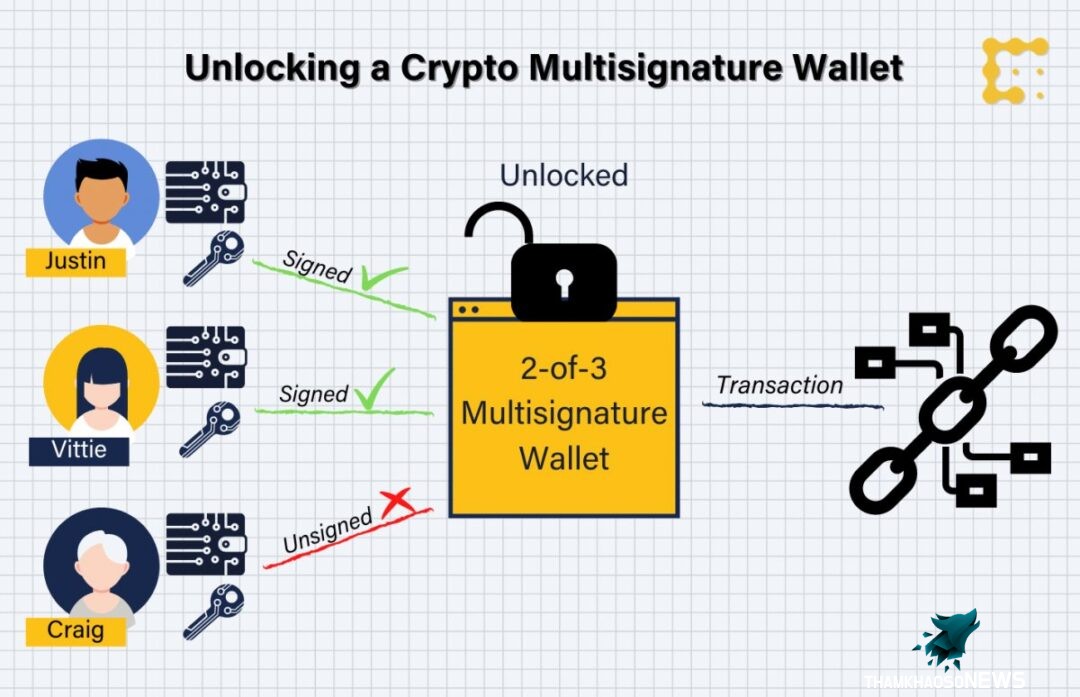 Unlocking a Crypto Multisignature Wallet
Unlocked
Justin
Signed
Vittie
Signed
Craig
Unsigned
2-of-3
Multisignature
Wallet
Transaction
THAMKHAOSONEWS